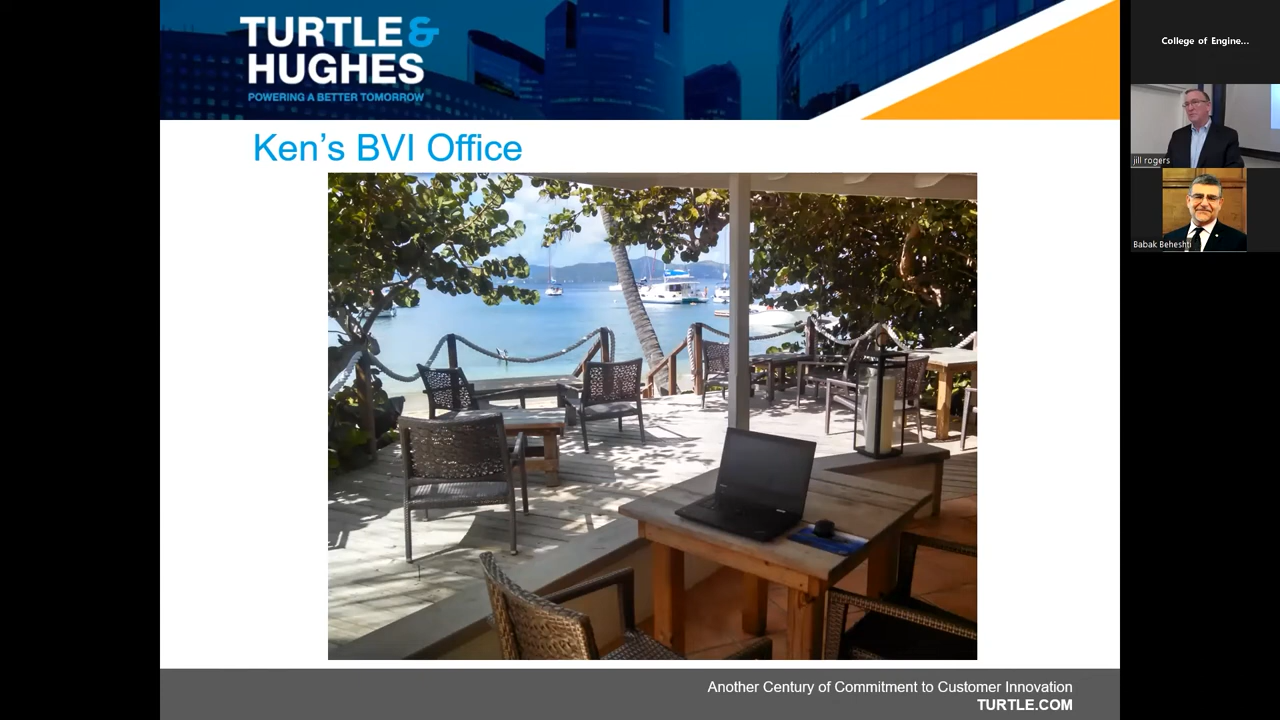 TURTLE &
HUGHES
POWERING A BETTER TOMORROW
Ken's BVI Office
Another Century of Commitment to Customer Innovation
TURTLE.COM
College of Engine...
jill rogers
Babak Beheshti